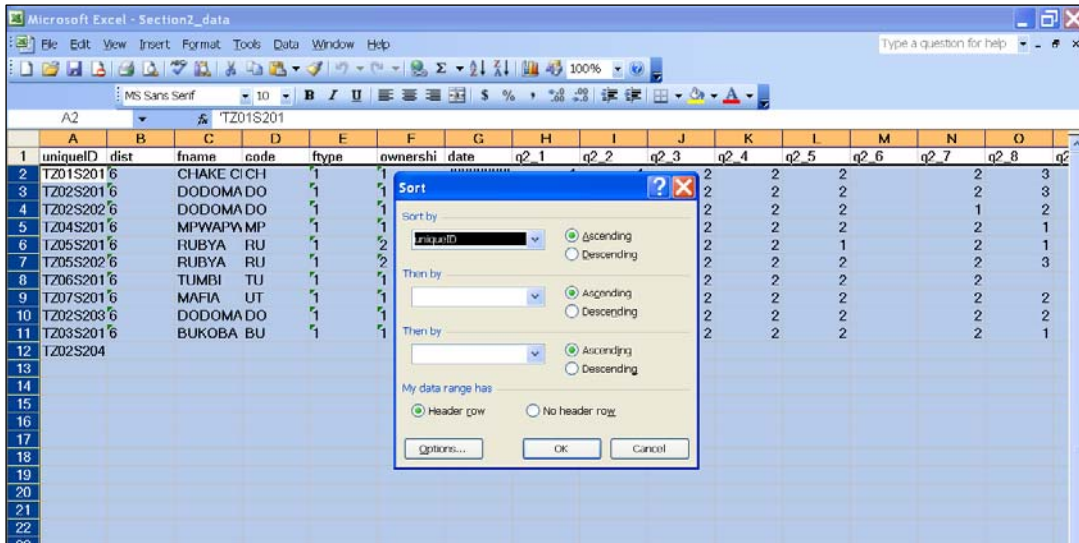 Microsoft Excel - Section2_data
File Edit View Insert Format Tools Data Window Help Type a question for help
100%
MS Sans Serif 10 B I U $ % ,
A2 fx 'TZ01S201
A B C D E F G H I J K L M N O
1 uniqueID dist fname code ftype ownershi date q2_1 q2_2 q2_3 q2_4 q2_5 q2_6 q2_7 q2_8 q2
2 TZ01S201 6 CHAKE CI CH 1 1 ######## 1 1 2 2 2 2 3
3 TZ02S201 6 DODOMA DO 1 1 2 2 2 2 3
4 TZ02S202 6 DODOMA DO 1 1 2 2 2 1 2
5 TZ04S201 6 MPWAPW MP 1 1 2 2 2 2 1
6 TZ05S201 6 RUBYA RU 1 2 2 2 1 2 1
7 TZ05S202 6 RUBYA RU 1 2 2 2 2 2 3
8 TZ06S201 6 TUMBI TU 1 1 2 2 2 2
9 TZ07S201 6 MAFIA UT 1 1 2 2 2 2 2
10 TZ02S203 6 DODOMA DO 1 1 2 2 2 2 2
11 TZ03S201 6 BUKOBA BU 1 1 2 2 2 2 1
12 TZ02S204
13
14
15
16
17
18
19
20
21
22
Sort
Sort by
uniqueID Ascending
Descending
Then by
Ascending
Descending
Then by
Ascending
Descending
My data range has
Header row No header row
Options... OK Cancel